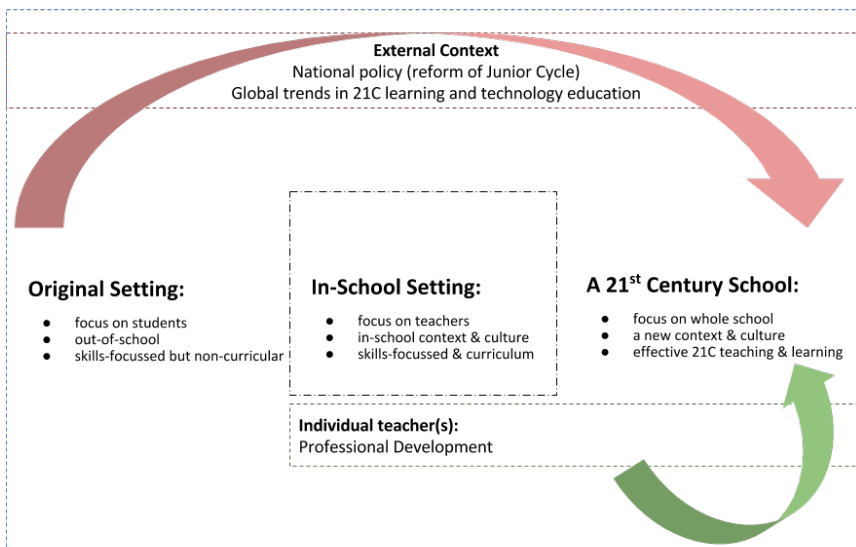 External Context
National policy (reform of Junior Cycle)
Global trends in 21C learning and technology education
Original Setting:
● focus on students
● out-of-school
● skills-focussed but non-curricular
In-School Setting:
● focus on teachers
● in-school context & culture
● skills-focussed & curriculum
A 21st Century School:
● focus on whole school
● a new context & culture
● effective 21C teaching & learning
Individual teacher(s):
Professional Development